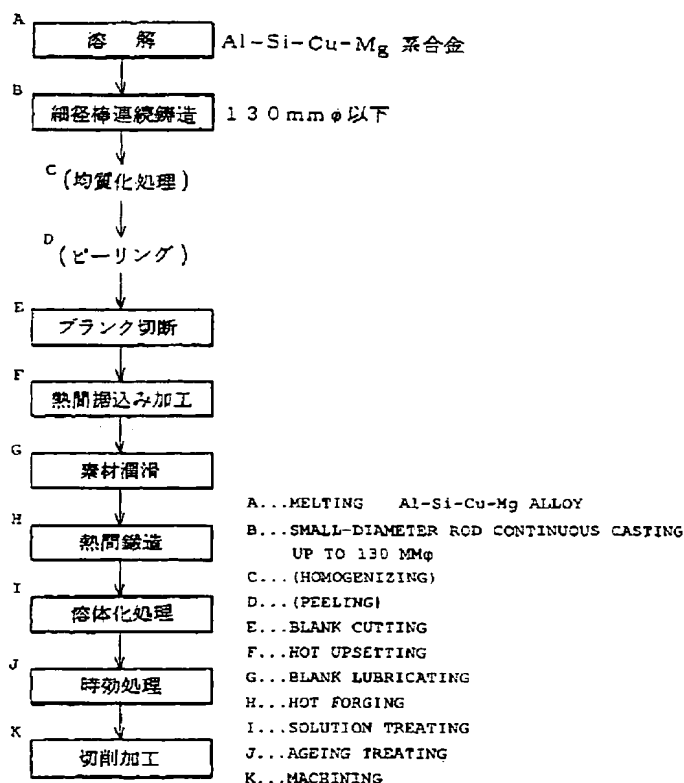 A
溶 解 Al-Si-Cu-Mg 系合金
B
細径棒連続鋳造 130mmφ以下
C (均質化処理)
D (ピーリング)
E
ブランク切断
F
熱間据込み加工
G
素材潤滑
H
熱間鍛造
I
溶体化処理
J
時効処理
K
切削加工
A...MELTING Al-Si-Cu-Mg ALLOY
B...SMALL-DIAMETER ROD CONTINUOUS CASTING
UP TO 130 MMφ
C...(HOMOGENIZING)
D...(PEELING)
E...BLANK CUTTING
F...HOT UPSETTING
G...BLANK LUBRICATING
H...HOT FORGING
I...SOLUTION TREATING
J...AGEING TREATING
K...MACHINING